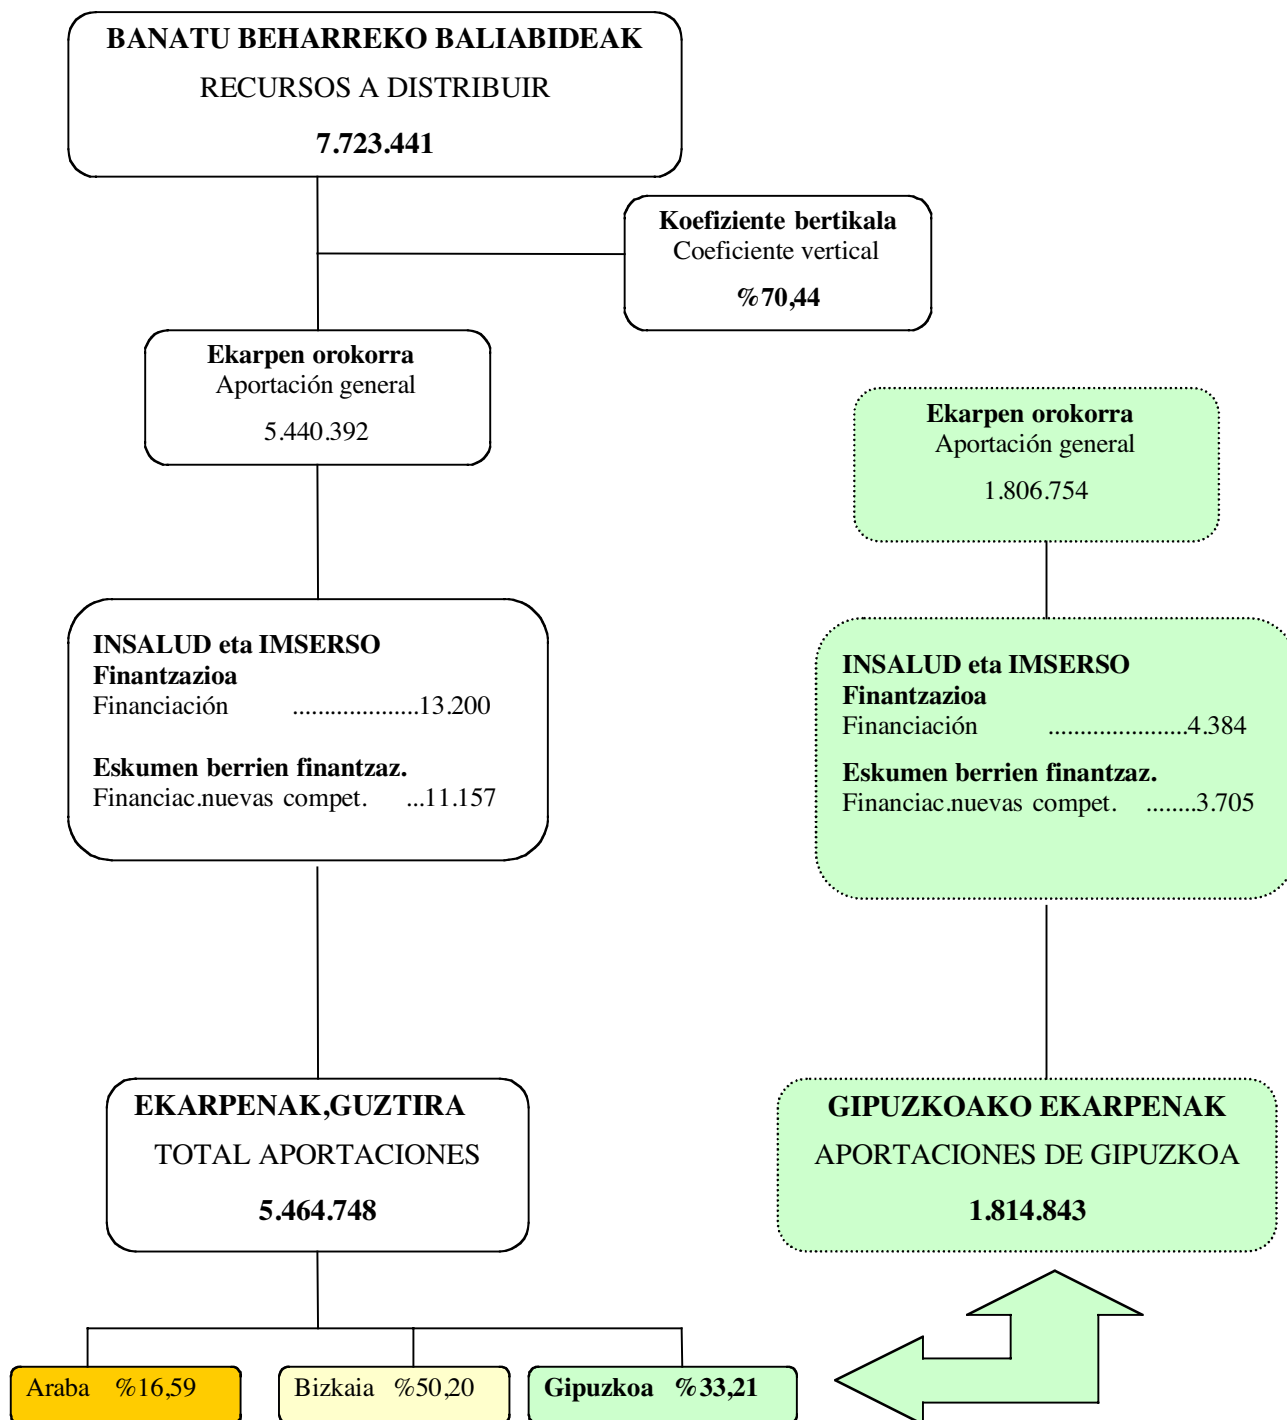 BANATU BEHARREKO BALIABIDEAK
RECURSOS A DISTRIBUIR
7.723.441
Koefiziente bertikala
Coeficiente vertical
%70,44
Ekarpen orokorra
Aportación general
5.440.392
INSALUD eta IMSERSO
Finantzazioa
Financiación ...................13.200
Eskumen berrien finantzaz.
Financiac.nuevas compet. ...11.157
EKARPENAK,GUZTIRA
TOTAL APORTACIONES
5.464.748
Araba %16,59
Bizkaia %50,20
Gipuzkoa %33,21
Ekarpen orokorra
Aportación general
1.806.754
INSALUD eta IMSERSO
Finantzazioa
Financiación .....................4.384
Eskumen berrien finantzaz.
Financiac.nuevas compet. ........3.705
GIPUZKOAKO EKARPENAK
APORTACIONES DE GIPUZKOA
1.814.843